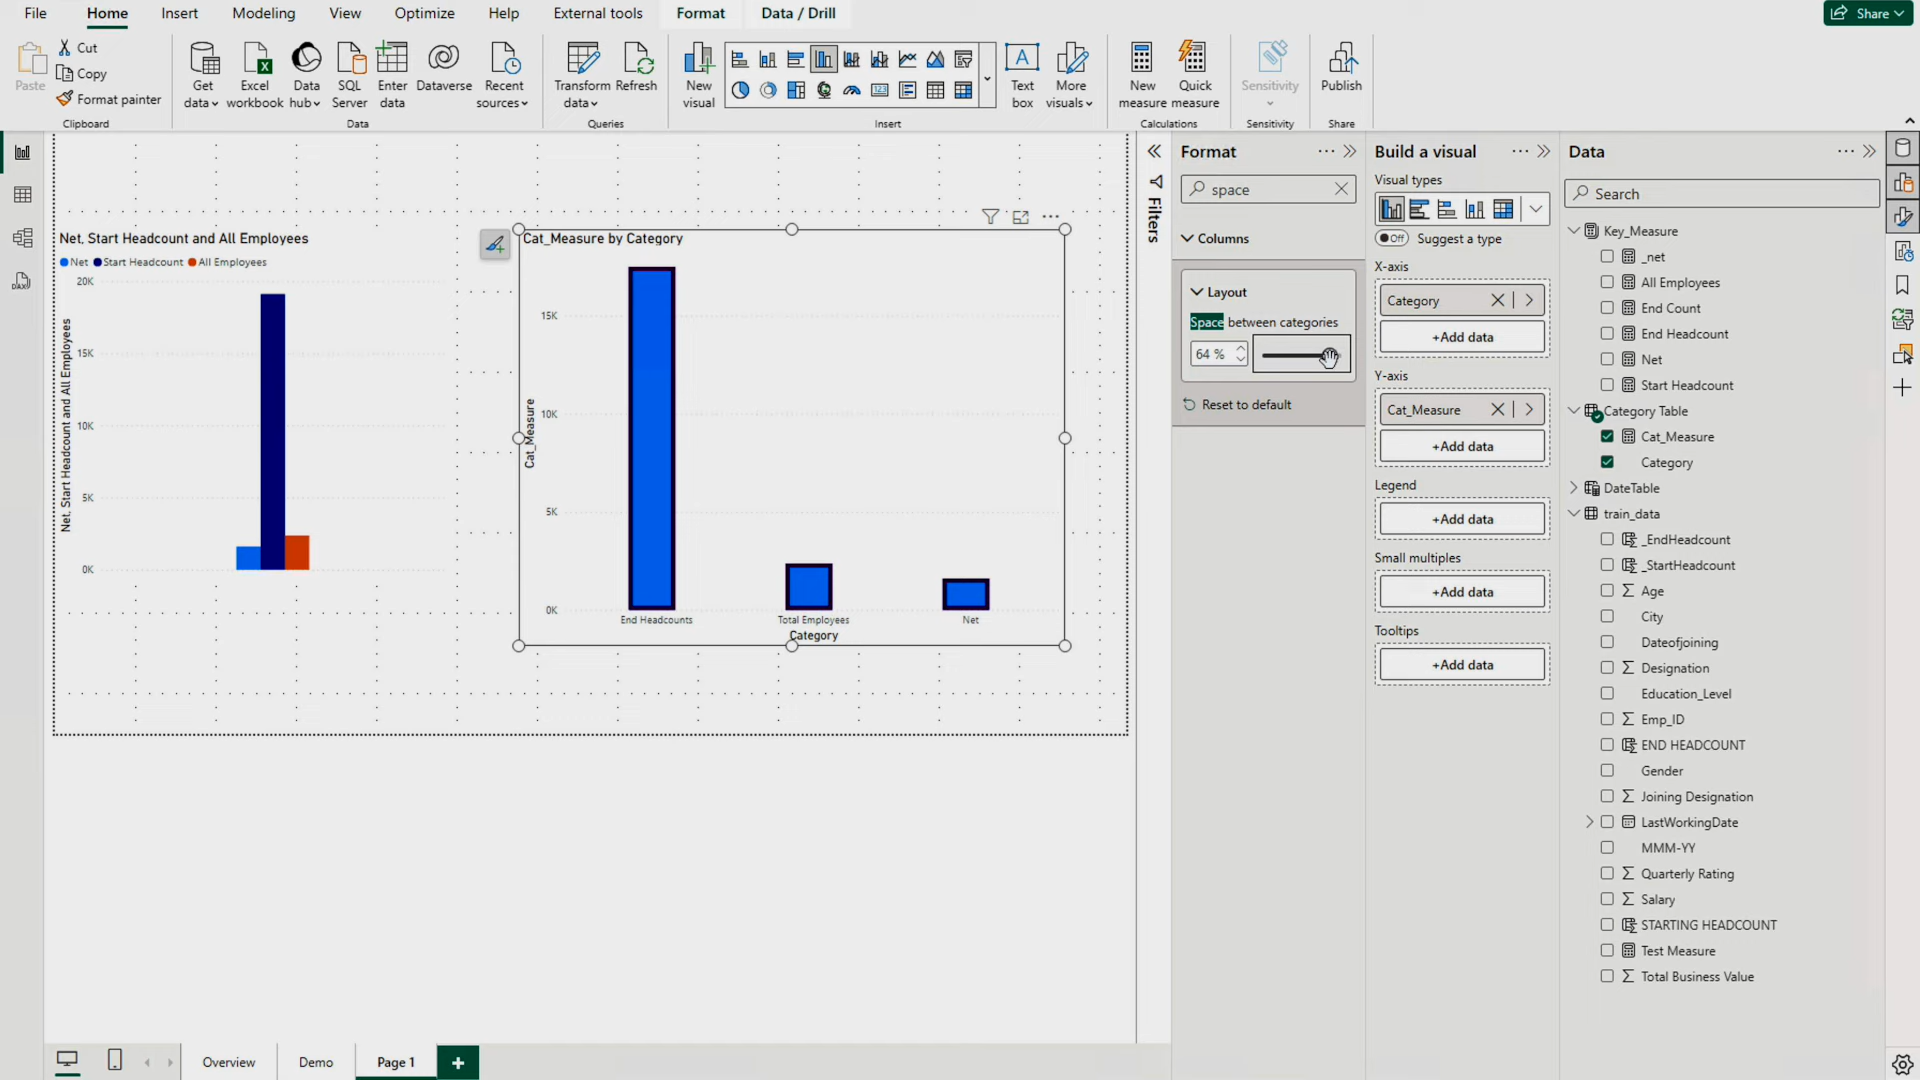 File
Home
Insert
Modeling
View
Optimize
Help
External tools
Format
Data / Drill
Share
Paste
Cut
Copy
Format painter
Clipboard
Get data
Excel workbook
Data hub
SQL Server
Enter data
Dataverse
Recent sources
Data
Transform data
Refresh
Queries
New visual
123
Insert
A
Text box
More visuals
New measure
Quick measure
Calculations
Sensitivity
Sensitivity
Publish
Share
DAX
Net, Start Headcount and All Employees
Net Start Headcount All Employees
Net, Start Headcount and All Employees
20K
15K
10K
5K
0K
Cat_Measure by Category
Cat_Measure
15K
10K
5K
0K
End Headcounts
Total Employees
Net
Category
Filters
Format
space
Columns
Layout
Space between categories
64 %
Reset to default
Build a visual
Visual types
Off Suggest a type
X-axis
Category
+Add data
Y-axis
Cat_Measure
+Add data
Legend
+Add data
Small multiples
+Add data
Tooltips
+Add data
Data
Search
Key_Measure
_net
All Employees
End Count
End Headcount
Net
Start Headcount
Category Table
Cat_Measure
Category
DateTable
train_data
_EndHeadcount
_StartHeadcount
Age
City
Dateofjoining
Designation
Education_Level
Emp_ID
END HEADCOUNT
Gender
Joining Designation
LastWorkingDate
MMM-YY
Quarterly Rating
Salary
STARTING HEADCOUNT
Test Measure
Total Business Value
Overview
Demo
Page 1